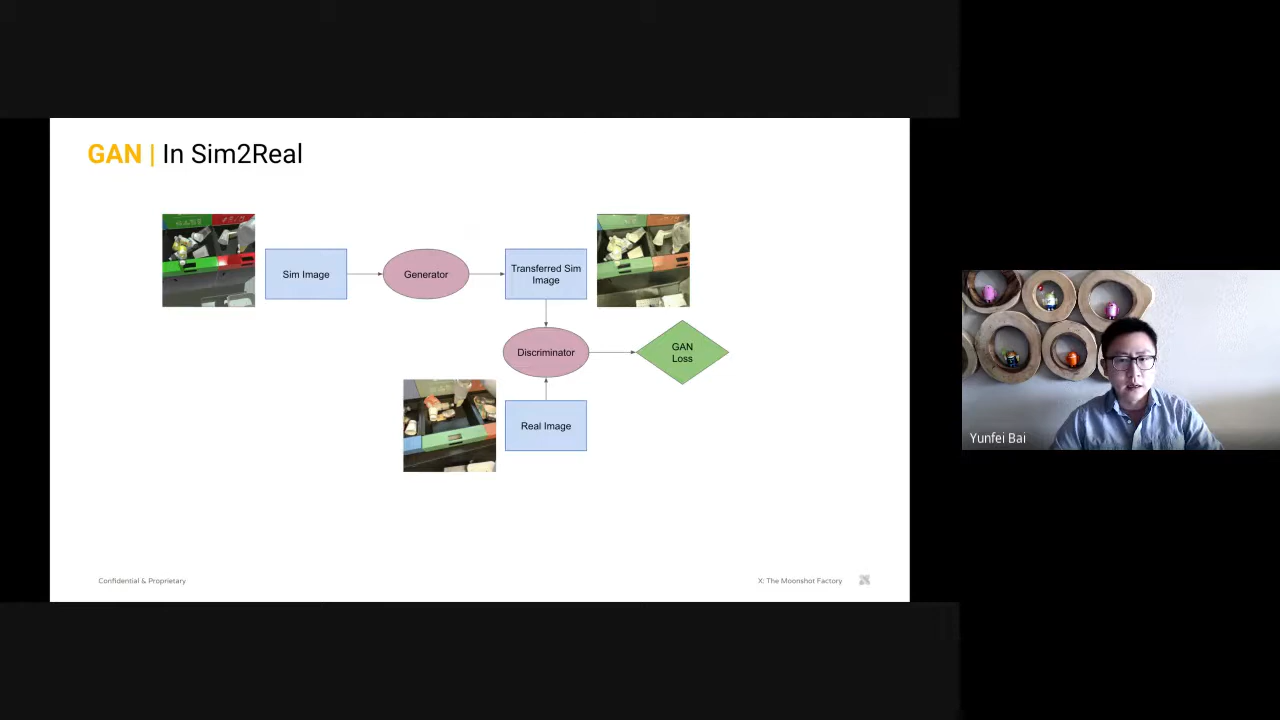 GAN | In Sim2Real
Sim Image
Generator
Transferred Sim
Image
Discriminator
GAN
Loss
Real Image
Yunfei Bai
Confidential & Proprietary
X: The Moonshot Factory